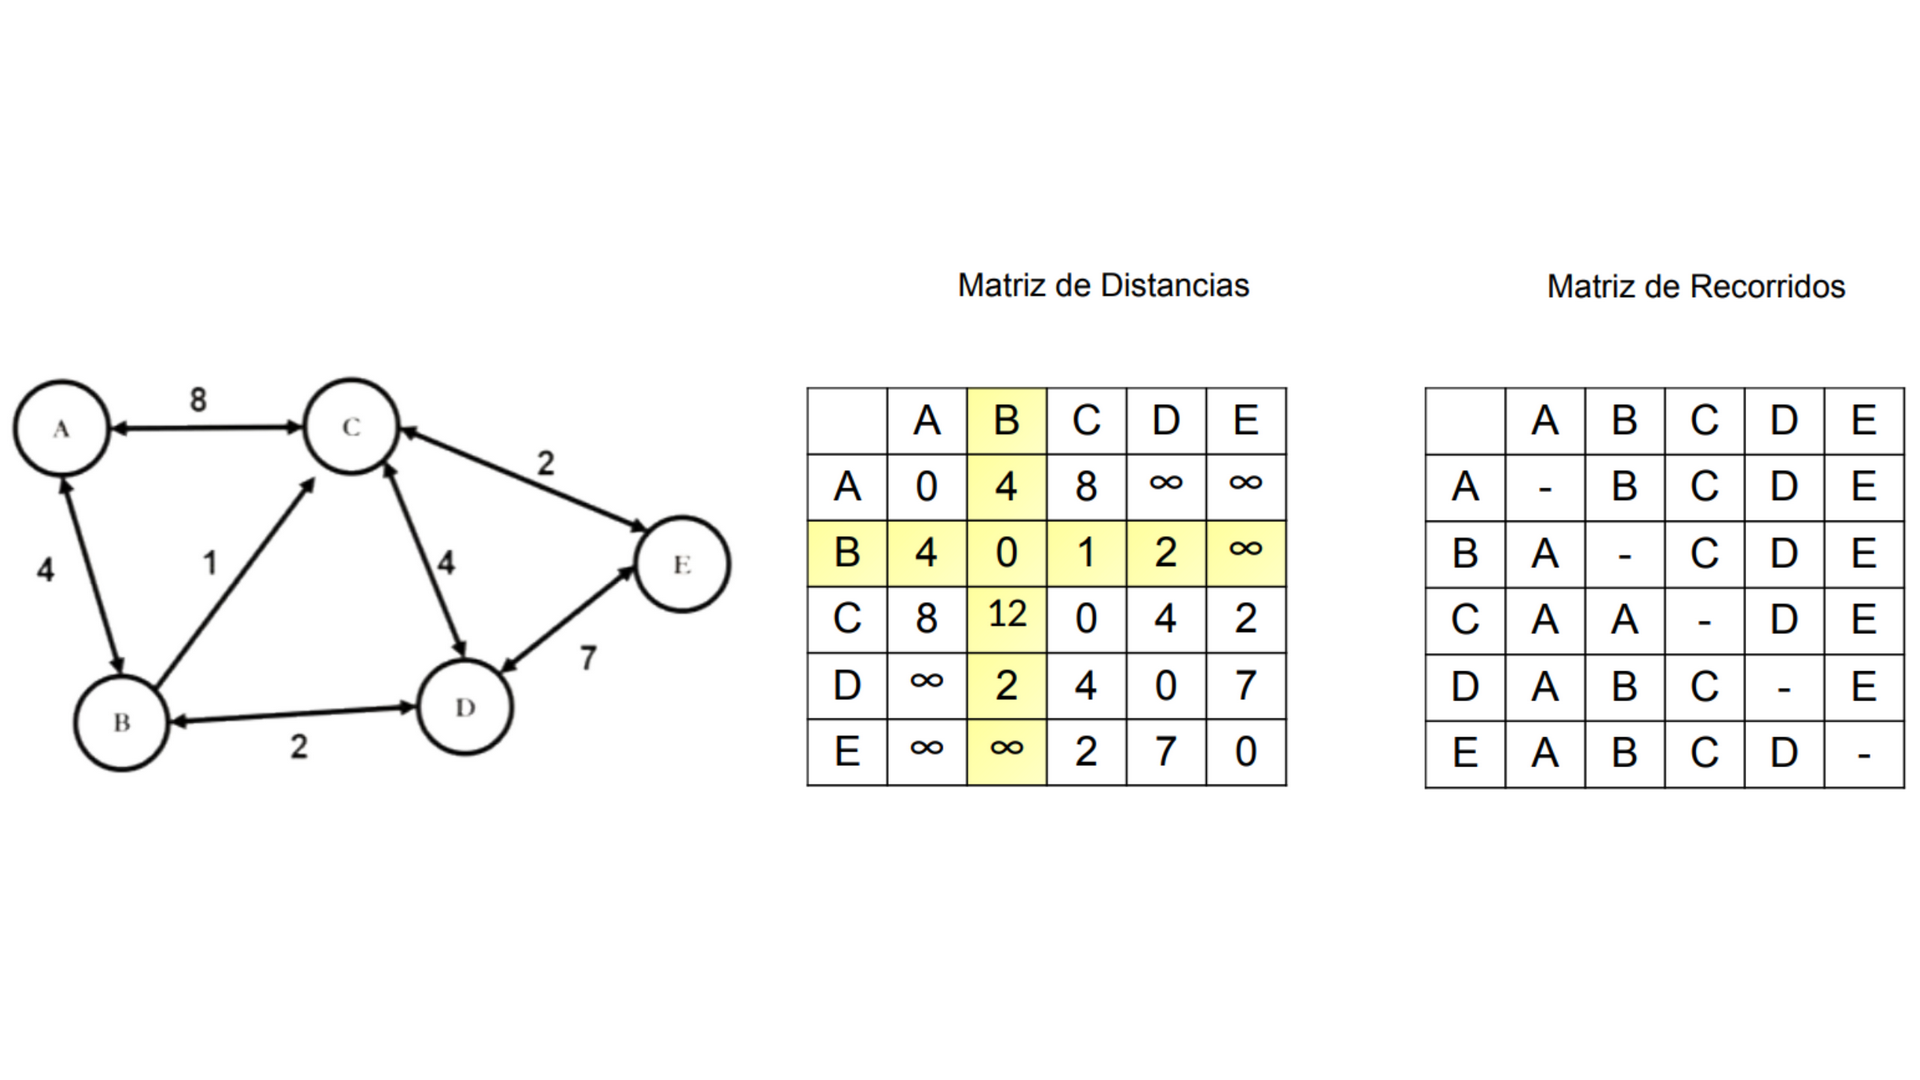 Matriz de Distancias
Matriz de Recorridos
8
A
C
2
4
1
4
E
7
B
D
2
A B C D E
A 0 4 8 ∞ ∞
B 4 0 1 2 ∞
C 8 12 0 4 2
D ∞ 2 4 0 7
E ∞ ∞ 2 7 0
A B C D E
A - B C D E
B A - C D E
C A A - D E
D A B C - E
E A B C D -